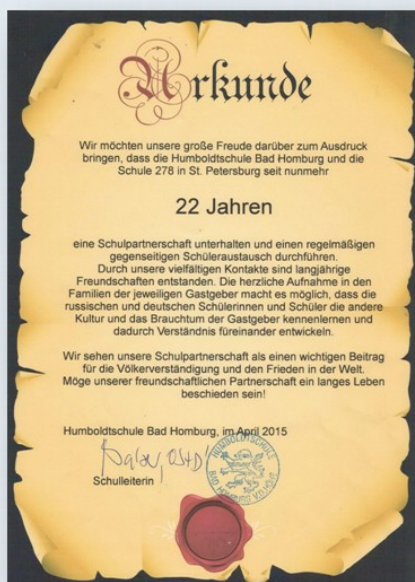 Urkunde
Wir möchten unsere große Freude darüber zum Ausdruck
bringen, dass die Humboldtschule Bad Homburg und die
Schule 278 in St. Petersburg seit nunmehr
22 Jahren
eine Schulpartnerschaft unterhalten und einen regelmäßigen
gegenseitigen Schüleraustausch durchführen.
Durch unsere vielfältigen Kontakte sind langjährige
Freundschaften entstanden. Die herzliche Aufnahme in den
Familien der jeweiligen Gastgeber macht es möglich, dass die
russischen und deutschen Schülerinnen und Schüler die andere
Kultur und das Brauchtum der Gastgeber kennenlernen und
dadurch Verständnis füreinander entwickeln.
Wir sehen unsere Schulpartnerschaft als einen wichtigen Beitrag
für die Völkerverständigung und den Frieden in der Welt.
Möge unserer freundschaftlichen Partnerschaft ein langes Leben
beschieden sein!
Humboldtschule Bad Homburg, im April 2015
OStD'
Schulleiterin
HUMBOLDTSCHULE
BAD HOMBURG V.D.HÖHE